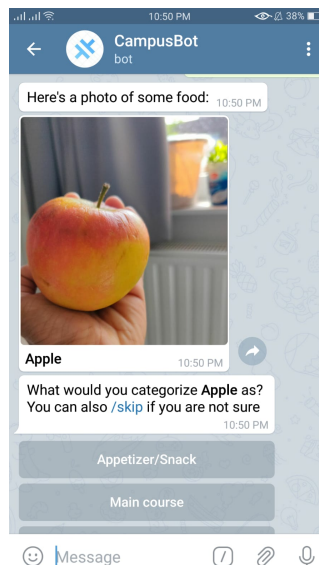 10:50 PM
38%
CampusBot
bot
Here's a photo of some food:
10:50 PM
Apple
10:50 PM
What would you categorize Apple as?
You can also /skip if you are not sure
10:50 PM
Appetizer/Snack
Main course
Message